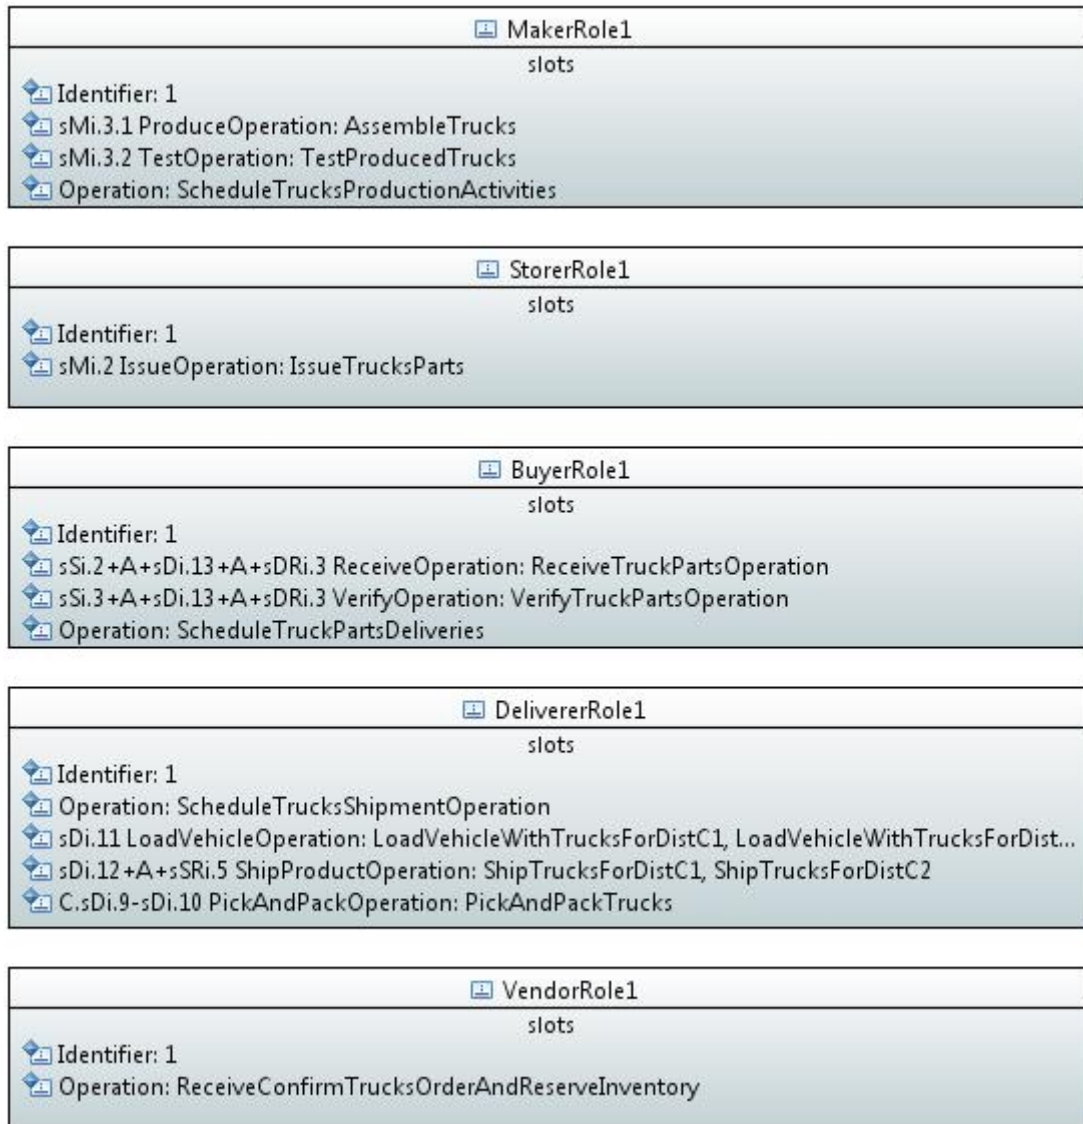 MakerRole1
slots
Identifier: 1
sMi.3.1 ProduceOperation: AssembleTrucks
sMi.3.2 TestOperation: TestProducedTrucks
Operation: ScheduleTrucksProductionActivities
StorerRole1
slots
Identifier: 1
sMi.2 IssueOperation: IssueTrucksParts
BuyerRole1
slots
Identifier: 1
sSi.2+A+sDi.13+A+sDRi.3 ReceiveOperation: ReceiveTruckPartsOperation
sSi.3+A+sDi.13+A+sDRi.3 VerifyOperation: VerifyTruckPartsOperation
Operation: ScheduleTruckPartsDeliveries
DelivererRole1
slots
Identifier: 1
Operation: ScheduleTrucksShipmentOperation
sDi.11 LoadVehicleOperation: LoadVehicleWithTrucksForDistC1, LoadVehicleWithTrucksForDist...
sDi.12+A+sSRi.5 ShipProductOperation: ShipTrucksForDistC1, ShipTrucksForDistC2
C.sDi.9-sDi.10 PickAndPackOperation: PickAndPackTrucks
VendorRole1
slots
Identifier: 1
Operation: ReceiveConfirmTrucksOrderAndReserveInventory